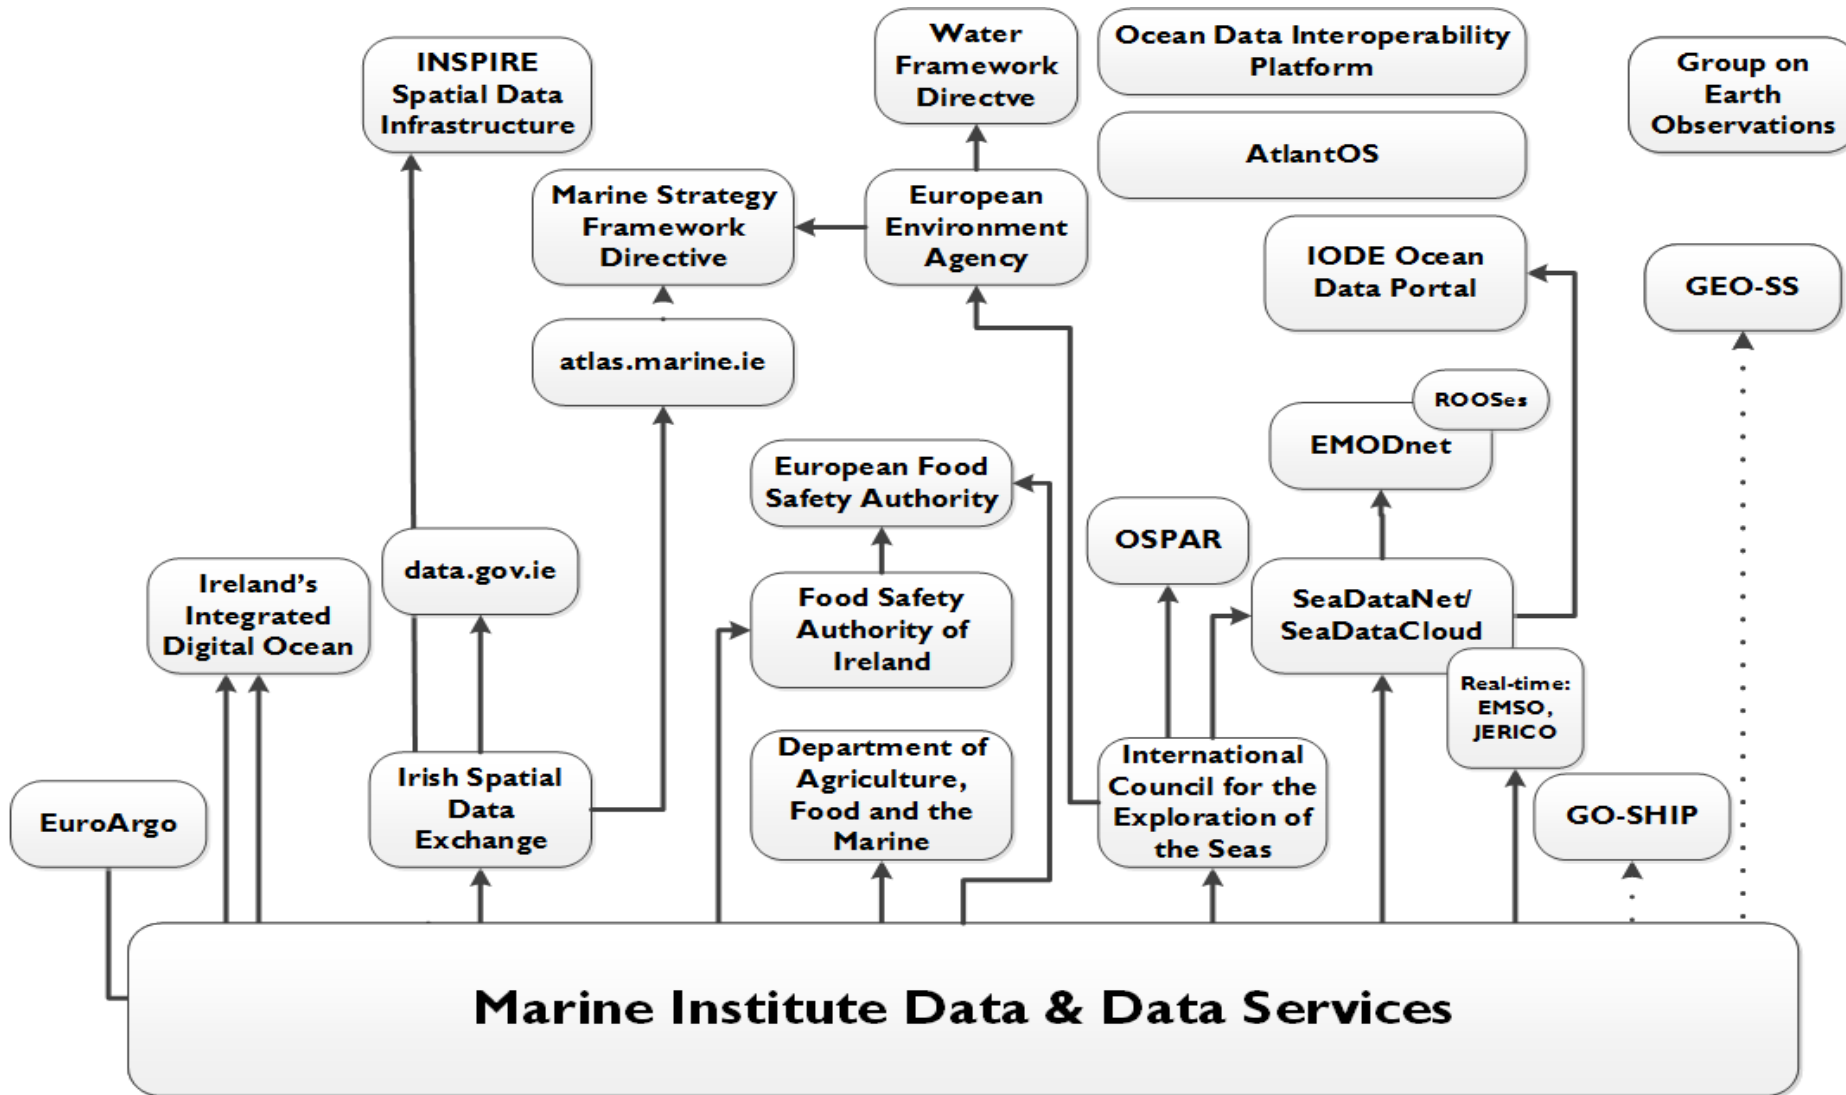 Water
Framework
Directve
Ocean Data Interoperability
Platform
INSPIRE
Spatial Data
Infrastructure
Group on
Earth
Observations
AtlantOS
Marine Strategy
Framework
Directive
European
Environment
Agency
IODE Ocean
Data Portal
GEO-SS
atlas.marine.ie
ROOSes
EMODnet
European Food
Safety Authority
OSPAR
data.gov.ie
Ireland's
Integrated
Digital Ocean
Food Safety
Authority of
Ireland
SeaDataNet/
SeaDataCloud
Real-time:
EMSO,
JERICO
Department of
Agriculture,
Food and the
Marine
International
Council for the
Exploration of
the Seas
Irish Spatial
Data
Exchange
EuroArgo
GO-SHIP
Marine Institute Data & Data Services